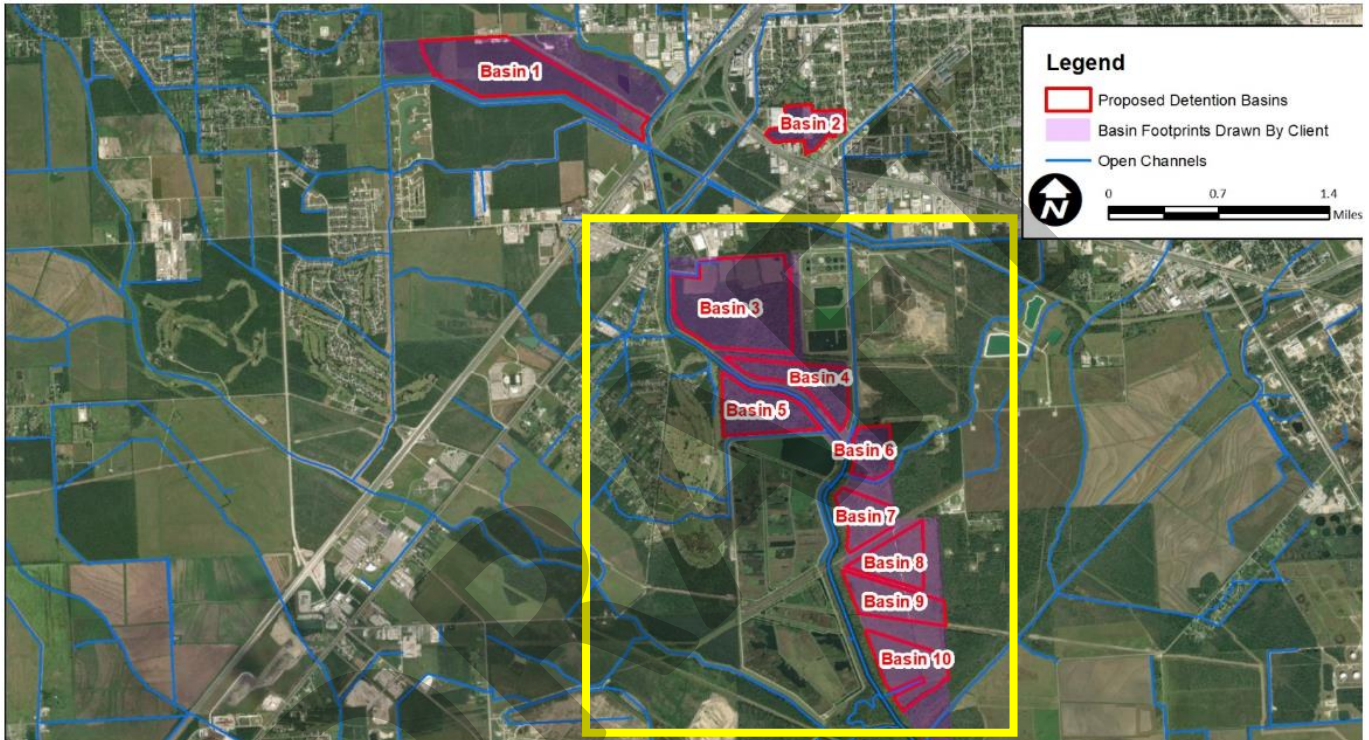 Legend
Proposed Detention Basins
Basin Footprints Drawn By Client
Open Channels
N
0 0.7 1.4
Miles
Basin 1
Basin 2
Basin 3
Basin 4
Basin 5
Basin 6
Basin 7
Basin 8
Basin 9
Basin 10